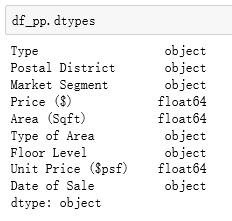 df_pp.dtypes
Type object
Postal District object
Market Segment object
Price ($) float64
Area (Sqft) float64
Type of Area object
Floor Level object
Unit Price ($psf) float64
Date of Sale object
dtype: object